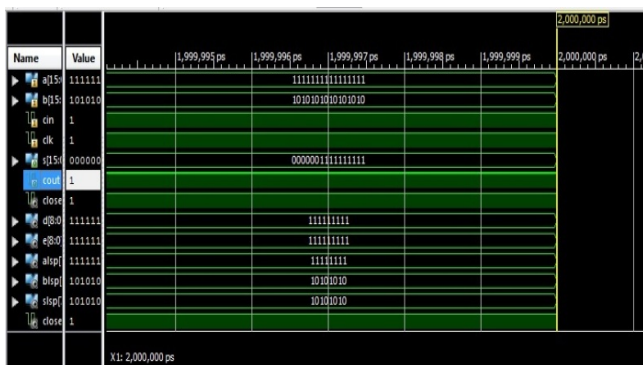 2,000,000 ps
Name Value
1,999,995 ps 1,999,996 ps 1,999,997 ps 1,999,998 ps 1,999,999 ps 2,000,000 ps 2,
a[15: 111111 1111111111111111
b[15: 101010 1010101010101010
cin 1
clk 1
s[15:0 000000 0000001111111111
cout 1
close 1
d[8:0] 111111 111111111
e[8:0] 111111 111111111
alsp[ 111111 11111111
blsp[ 101010 10101010
slsp[ 101010 10101010
close 1
X1: 2,000,000 ps